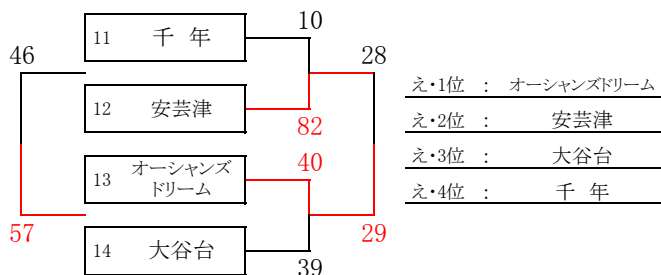 46
11 千 年
10
28
12 安芸津
82
13 オーシャンズ
ドリーム
40
57
14 大谷台
39
29
え・1位 : オーシャンズドリーム
え・2位 : 安芸津
え・3位 : 大谷台
え・4位 : 千 年